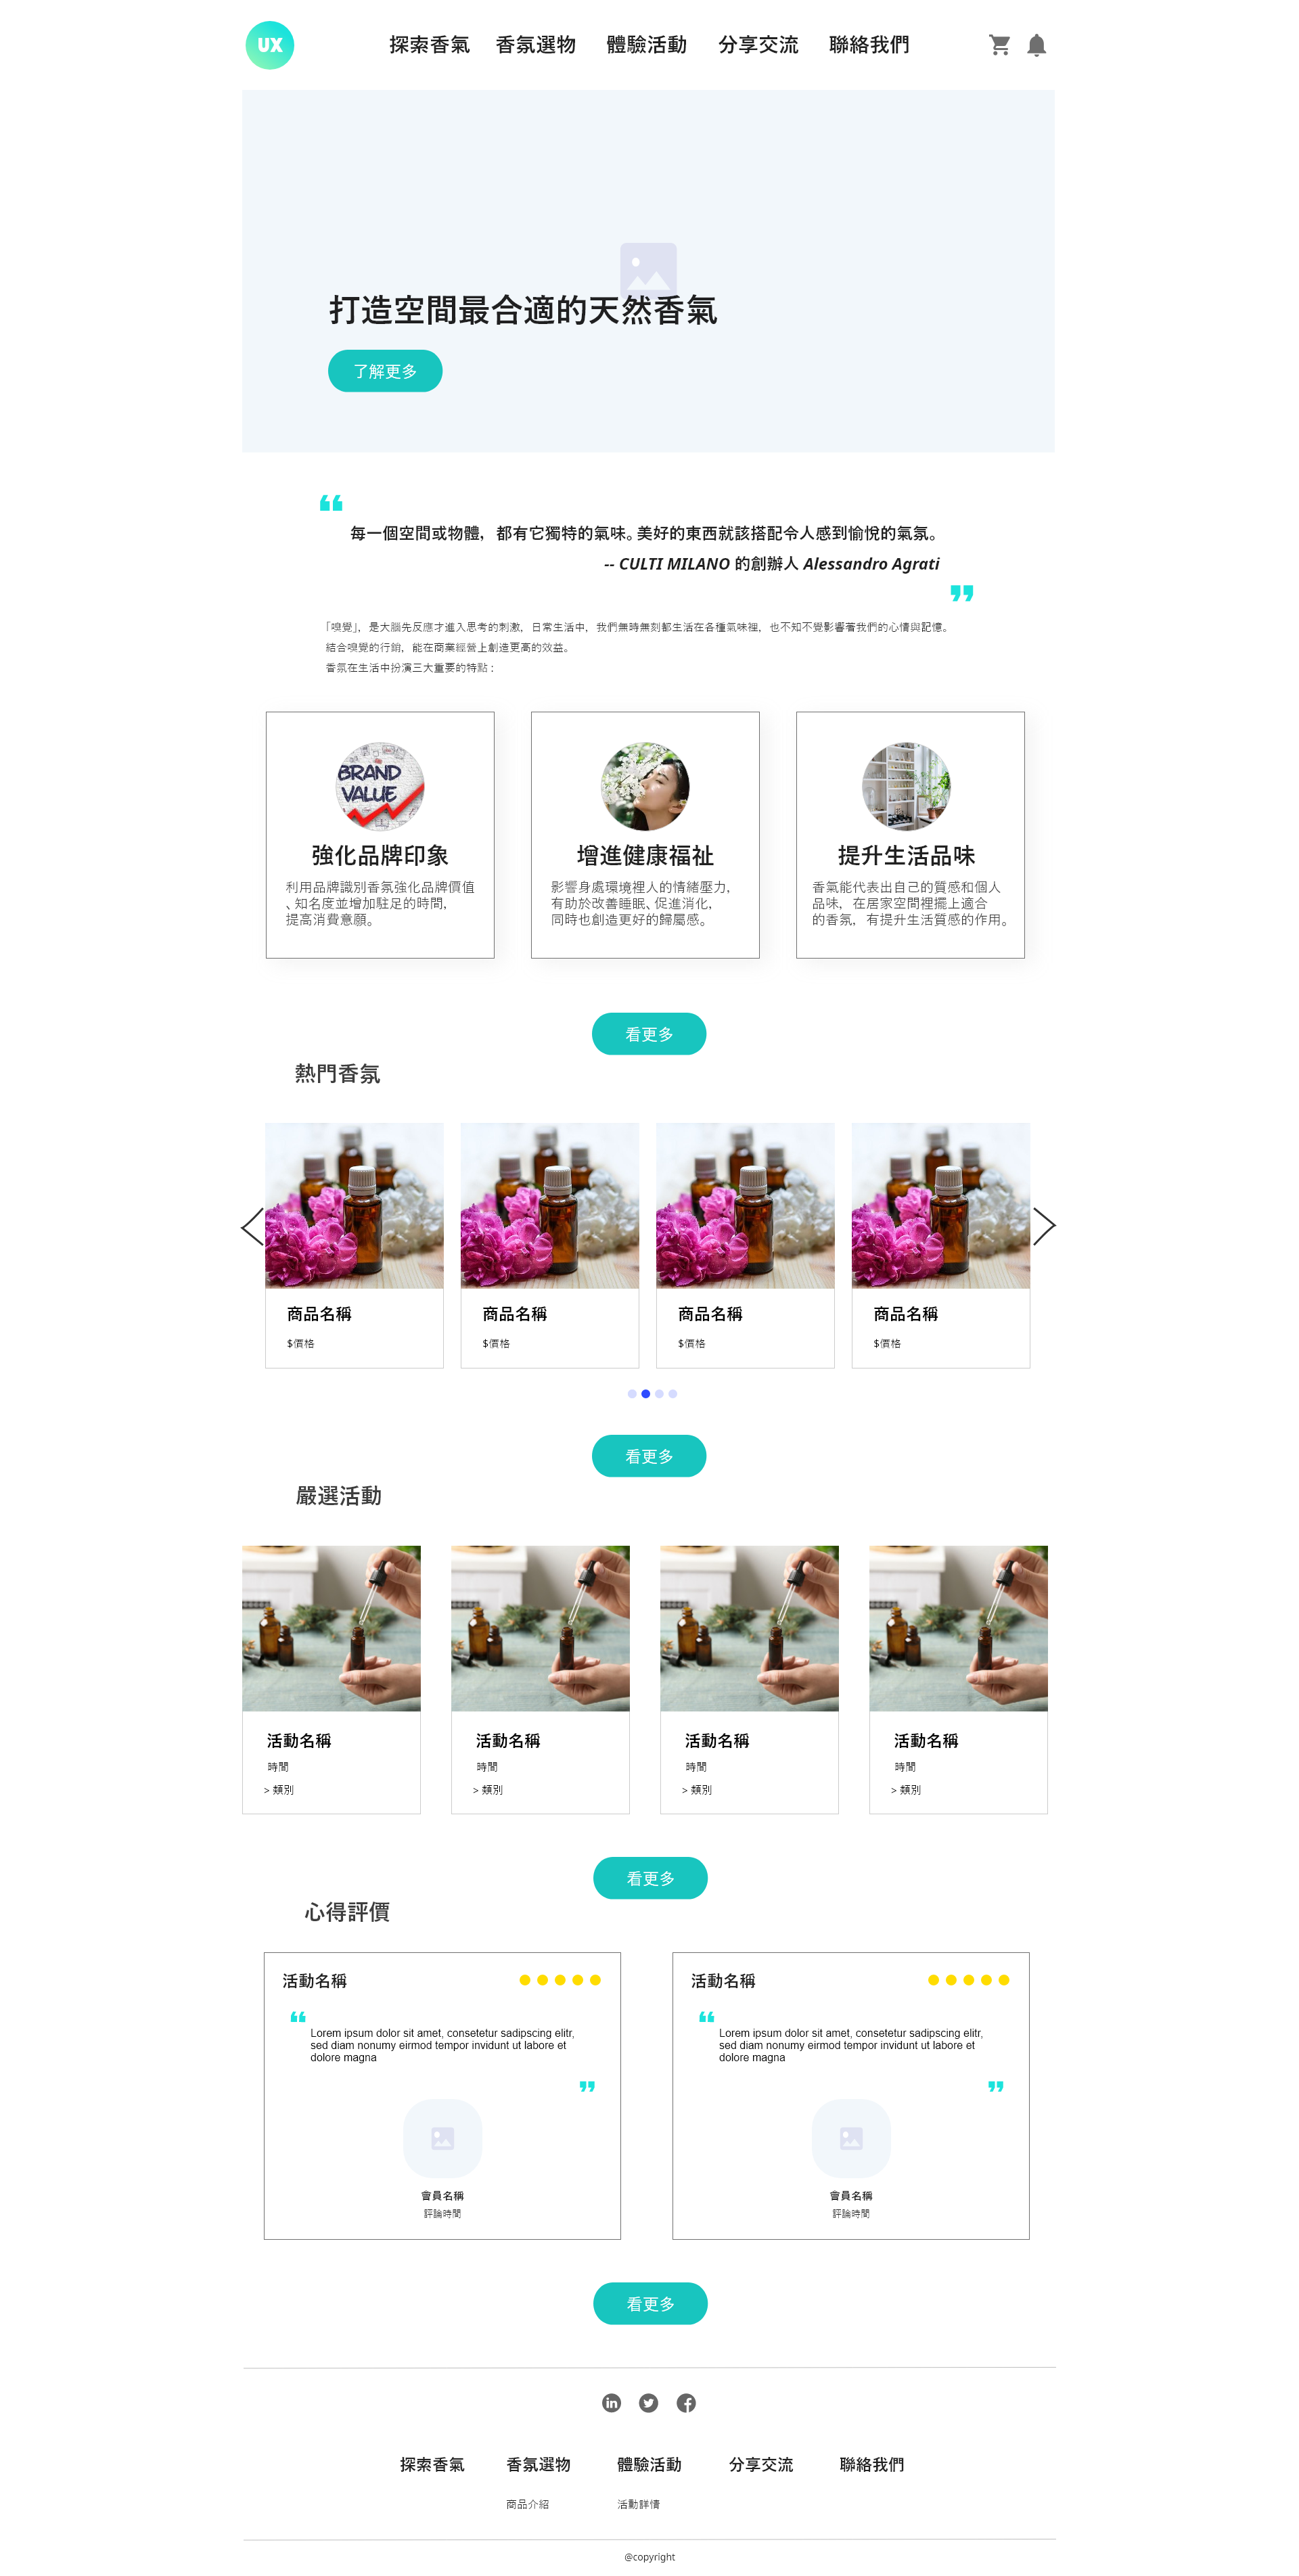 UX
探索香氣
香氛選物
體驗活動
分享交流
聯絡我們
打造空間最合適的天然香氣
了解更多
每一個空間或物體，都有它獨特的氣味。美好的東西就該搭配令人感到愉悅的氣氛。
-- CULTI MILANO 的創辦人 Alessandro Agrati
「嗅覺」，是大腦先反應才進入思考的刺激，日常生活中，我們無時無刻都生活在各種氣味裡，也不知不覺影響著我們的心情與記憶。
結合嗅覺的行銷，能在商業經營上創造更高的效益。
香氛在生活中扮演三大重要的特點：
BRAND
VALUE
強化品牌印象
利用品牌識別香氛強化品牌價值
、知名度並增加駐足的時間，
提高消費意願。
增進健康福祉
影響身處環境裡人的情緒壓力，
有助於改善睡眠、促進消化，
同時也創造更好的歸屬感。
提升生活品味
香氣能代表出自己的質感和個人
品味，在居家空間裡擺上適合
的香氛，有提升生活質感的作用。
看更多
熱門香氛
商品名稱
$價格
商品名稱
$價格
商品名稱
$價格
商品名稱
$價格
看更多
嚴選活動
活動名稱
時間
> 類別
活動名稱
時間
> 類別
活動名稱
時間
> 類別
活動名稱
時間
> 類別
看更多
心得評價
活動名稱
Lorem ipsum dolor sit amet, consetetur sadipscing elitr,
sed diam nonumy eirmod tempor invidunt ut labore et
dolore magna
會員名稱
評論時間
活動名稱
Lorem ipsum dolor sit amet, consetetur sadipscing elitr,
sed diam nonumy eirmod tempor invidunt ut labore et
dolore magna
會員名稱
評論時間
看更多
探索香氣
香氛選物
體驗活動
分享交流
聯絡我們
商品介紹
活動詳情
@copyright